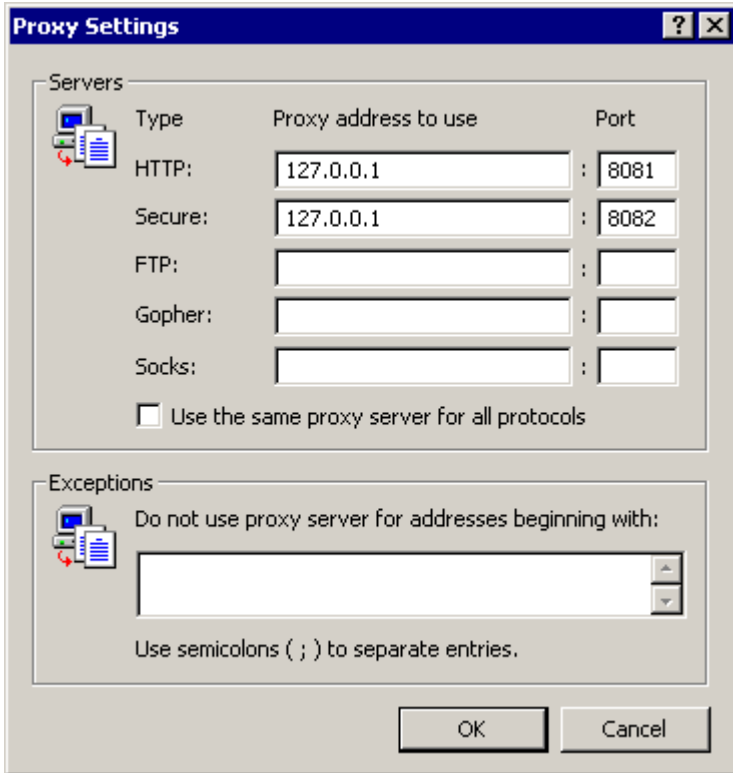 Proxy Settings
Servers
Type Proxy address to use Port
HTTP: 127.0.0.1 : 8081
Secure: 127.0.0.1 : 8082
FTP: :
Gopher: :
Socks: :
Use the same proxy server for all protocols
Exceptions
Do not use proxy server for addresses beginning with:
Use semicolons ( ; ) to separate entries.
OK Cancel